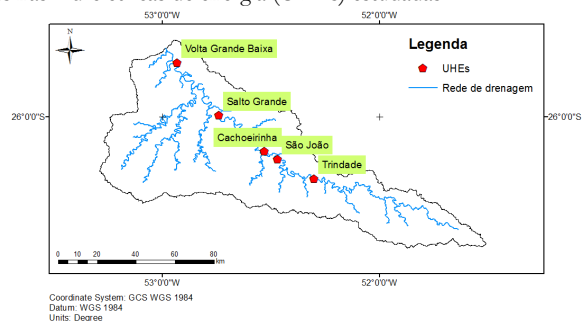 53°0'0"W 52°0'0"W
N
Volta Grande Baixa
Legenda
UHEs
Rede de drenagem
Salto Grande
26°0'0"S 26°0'0"S
Cachoeirinha
São João
Trindade
0 5 10 20 40 60 80
km
53°0'0"W 52°0'0"W
Coordinate System: GCS WGS 1984
Datum: WGS 1984
Units: Degree